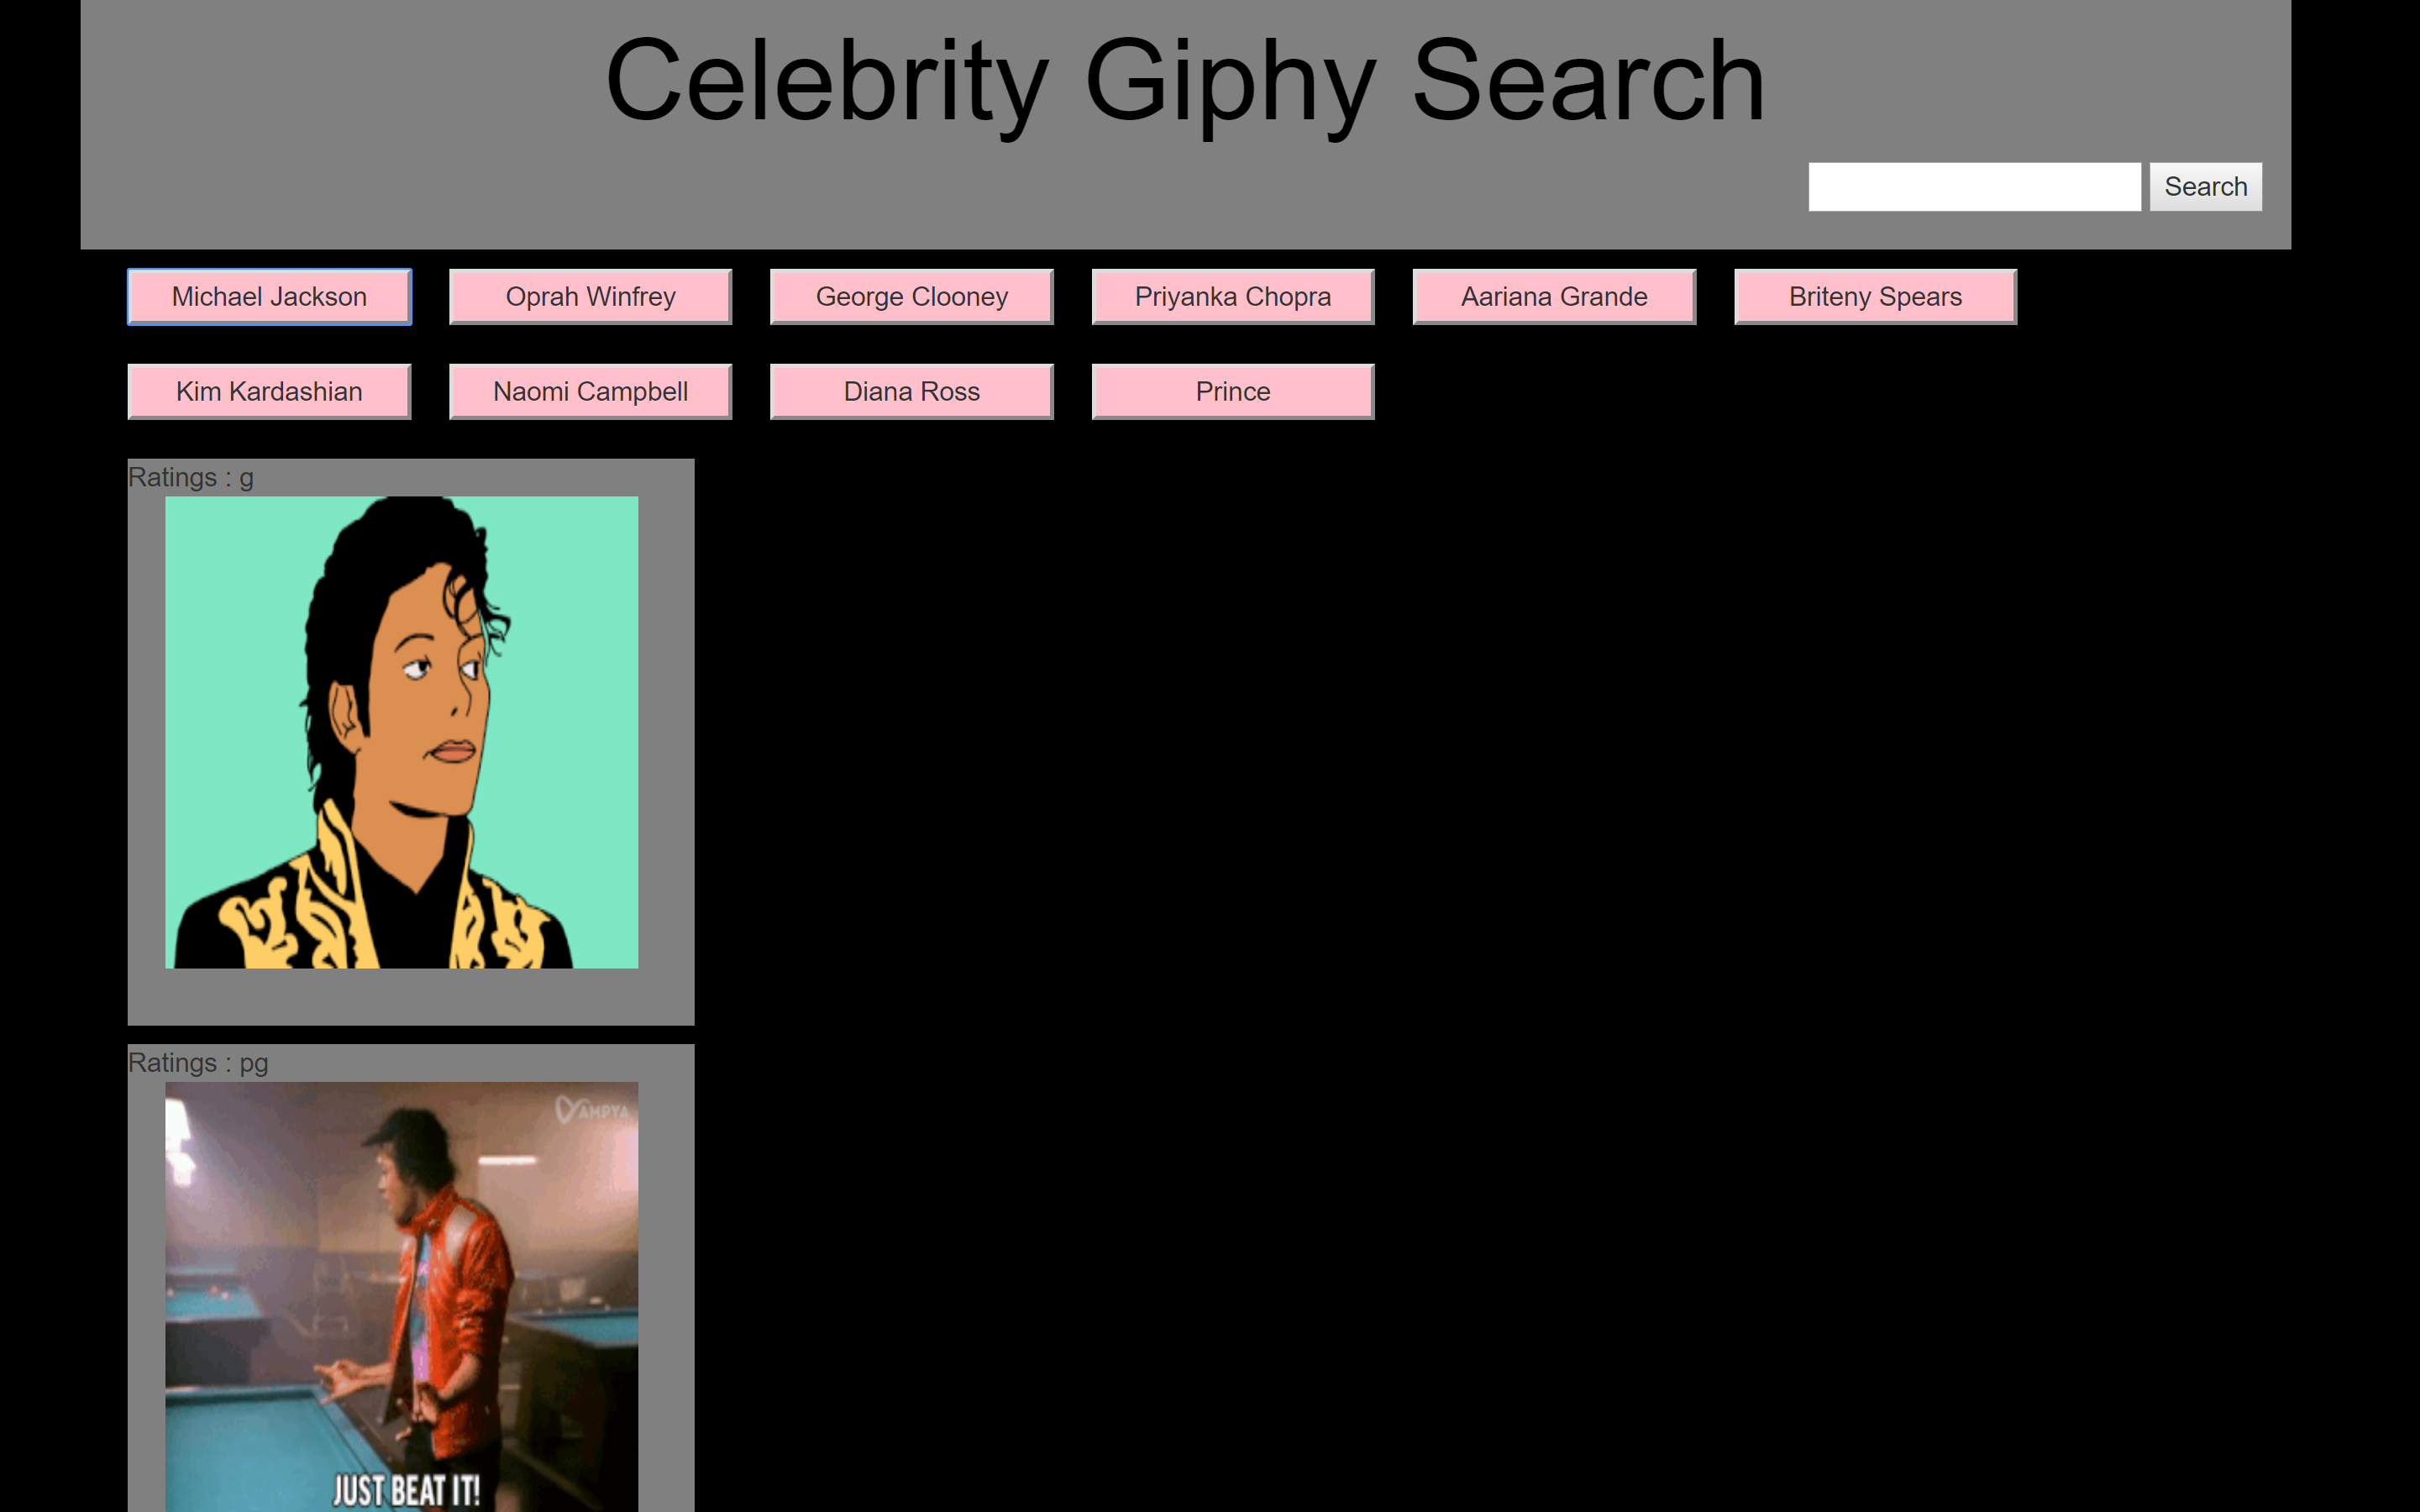 Celebrity Giphy Search
Search
Michael Jackson
Oprah Winfrey
George Clooney
Priyanka Chopra
Aariana Grande
Briteny Spears
Kim Kardashian
Naomi Campbell
Diana Ross
Prince
Ratings : g
Ratings : pg
AMPYA
JUST BEAT IT!